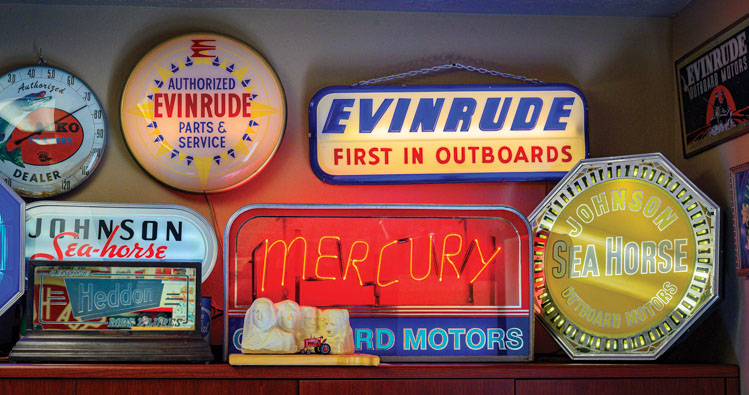 Authorized
DEALER
AUTHORIZED
EVINRUDE
PARTS &
SERVICE
EVINRUDE
FIRST IN OUTBOARDS
EVINRUDE
OUTBOARD MOTORS
JOHNSON
Sea-horse
Heddon
MERCURY
MOTORS
JOHNSON
SEA HORSE
OUTBOARD MOTORS